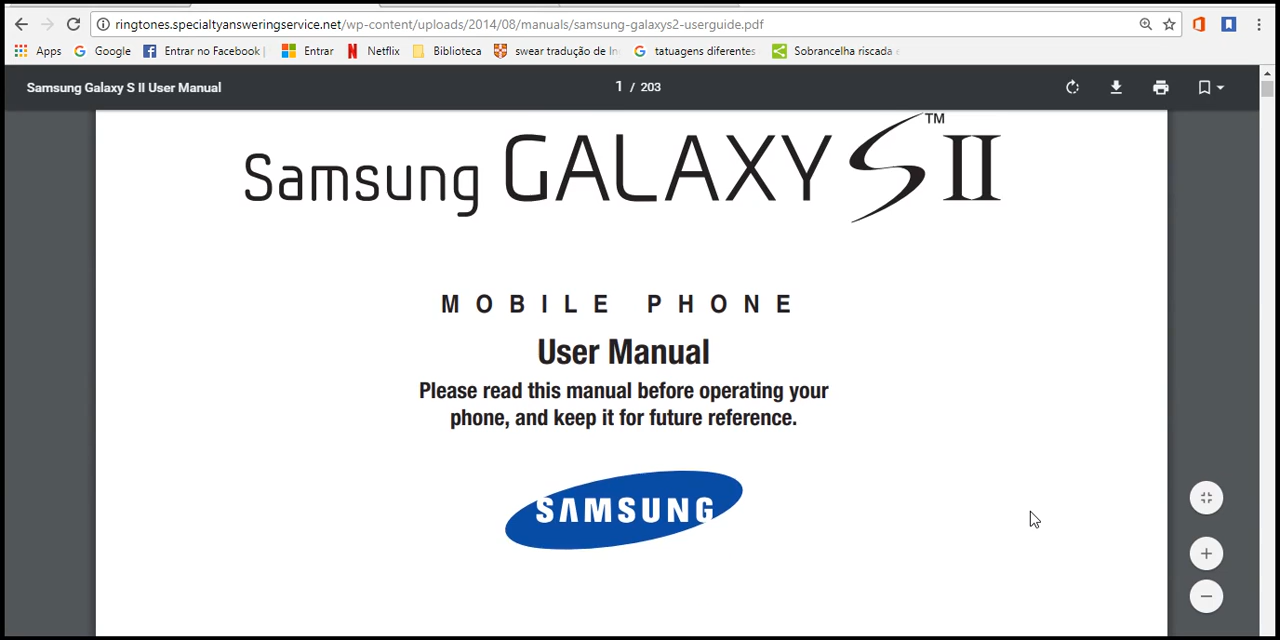 ringtones.specialtyansweringservice.net/wp-content/uploads/2014/08/manuals/samsung-galaxys2-userguide.pdf
Apps Google Entrar no Facebook | Entrar Netflix Biblioteca swear tradução de In tatuagens diferentes Sobrancelha riscada
Samsung Galaxy S II User Manual 1 / 203
Samsung GALAXY S II ™
MOBILE PHONE
User Manual
Please read this manual before operating your
phone, and keep it for future reference.
SAMSUNG